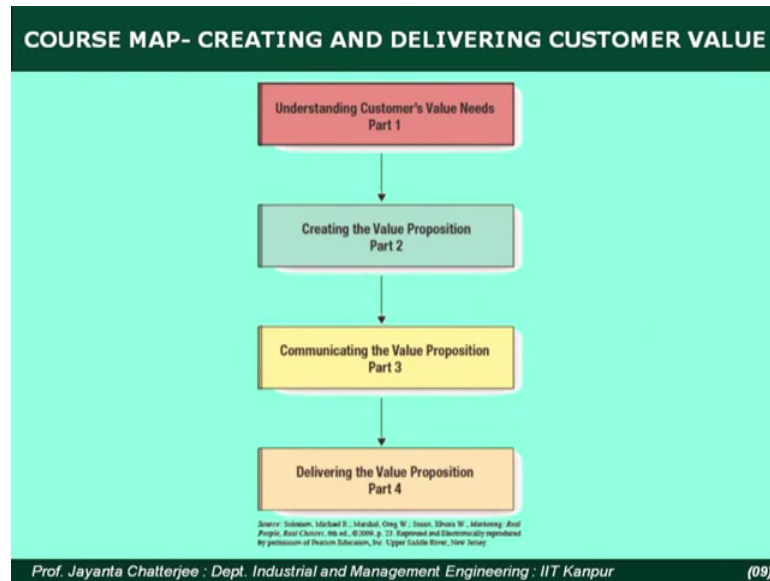 COURSE MAP- CREATING AND DELIVERING CUSTOMER VALUE
Understanding Customer's Value Needs
Part 1
Creating the Value Proposition
Part 2
Communicating the Value Proposition
Part 3
Delivering the Value Proposition
Part 4
Source: Solomon, Michael R.; Marshal, Greg W.; Stuart, Elnora W., Marketing: Real
People, Real Choices, 6th ed., ©2009, p. 23. Reprinted and Electronically reproduced
by permission of Pearson Education, Inc. Upper Saddle River, New Jersey
Prof. Jayanta Chatterjee : Dept. Industrial and Management Engineering : IIT Kanpur (09)